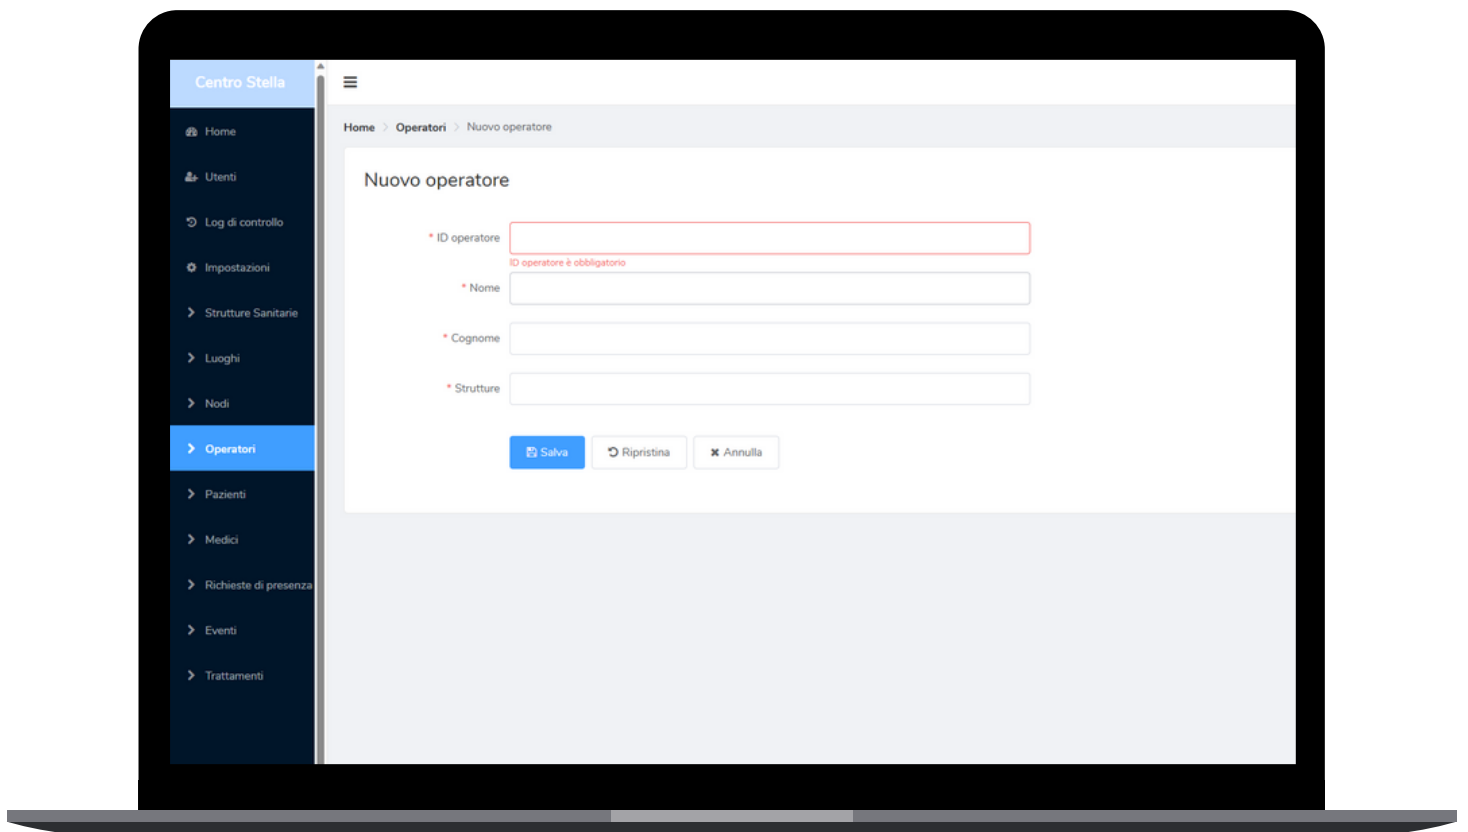 Centro Stella
Home
Utenti
Log di controllo
Impostazioni
Strutture Sanitarie
Luoghi
Nodi
Operatori
Pazienti
Medici
Richieste di presenza
Eventi
Trattamenti
Home > Operatori > Nuovo operatore
Nuovo operatore
* ID operatore
ID operatore è obbligatorio
* Nome
* Cognome
* Strutture
Salva Ripristina Annulla